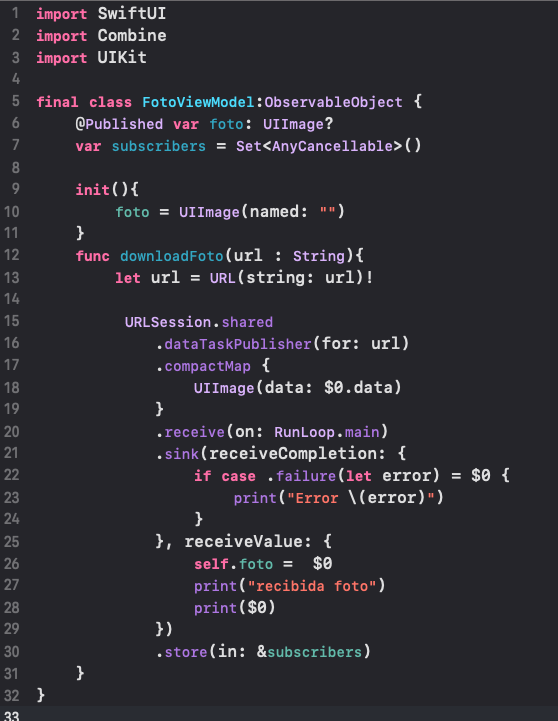 1 import SwiftUI
2 import Combine
3 import UIKit
4
5 final class FotoViewModel:ObservableObject {
6     @Published var foto: UIImage?
7     var subscribers = Set<AnyCancellable>()
8
9     init(){
10         foto = UIImage(named: "")
11     }
12     func downloadFoto(url : String){
13         let url = URL(string: url)!
14
15          URLSession.shared
16             .dataTaskPublisher(for: url)
17             .compactMap {
18                 UIImage(data: $0.data)
19             }
20             .receive(on: RunLoop.main)
21             .sink(receiveCompletion: {
22                 if case .failure(let error) = $0 {
23                     print("Error \(error)")
24                 }
25             }, receiveValue: {
26                 self.foto =  $0
27                 print("recibida foto")
28                 print($0)
29             })
30             .store(in: &subscribers)
31     }
32 }
33